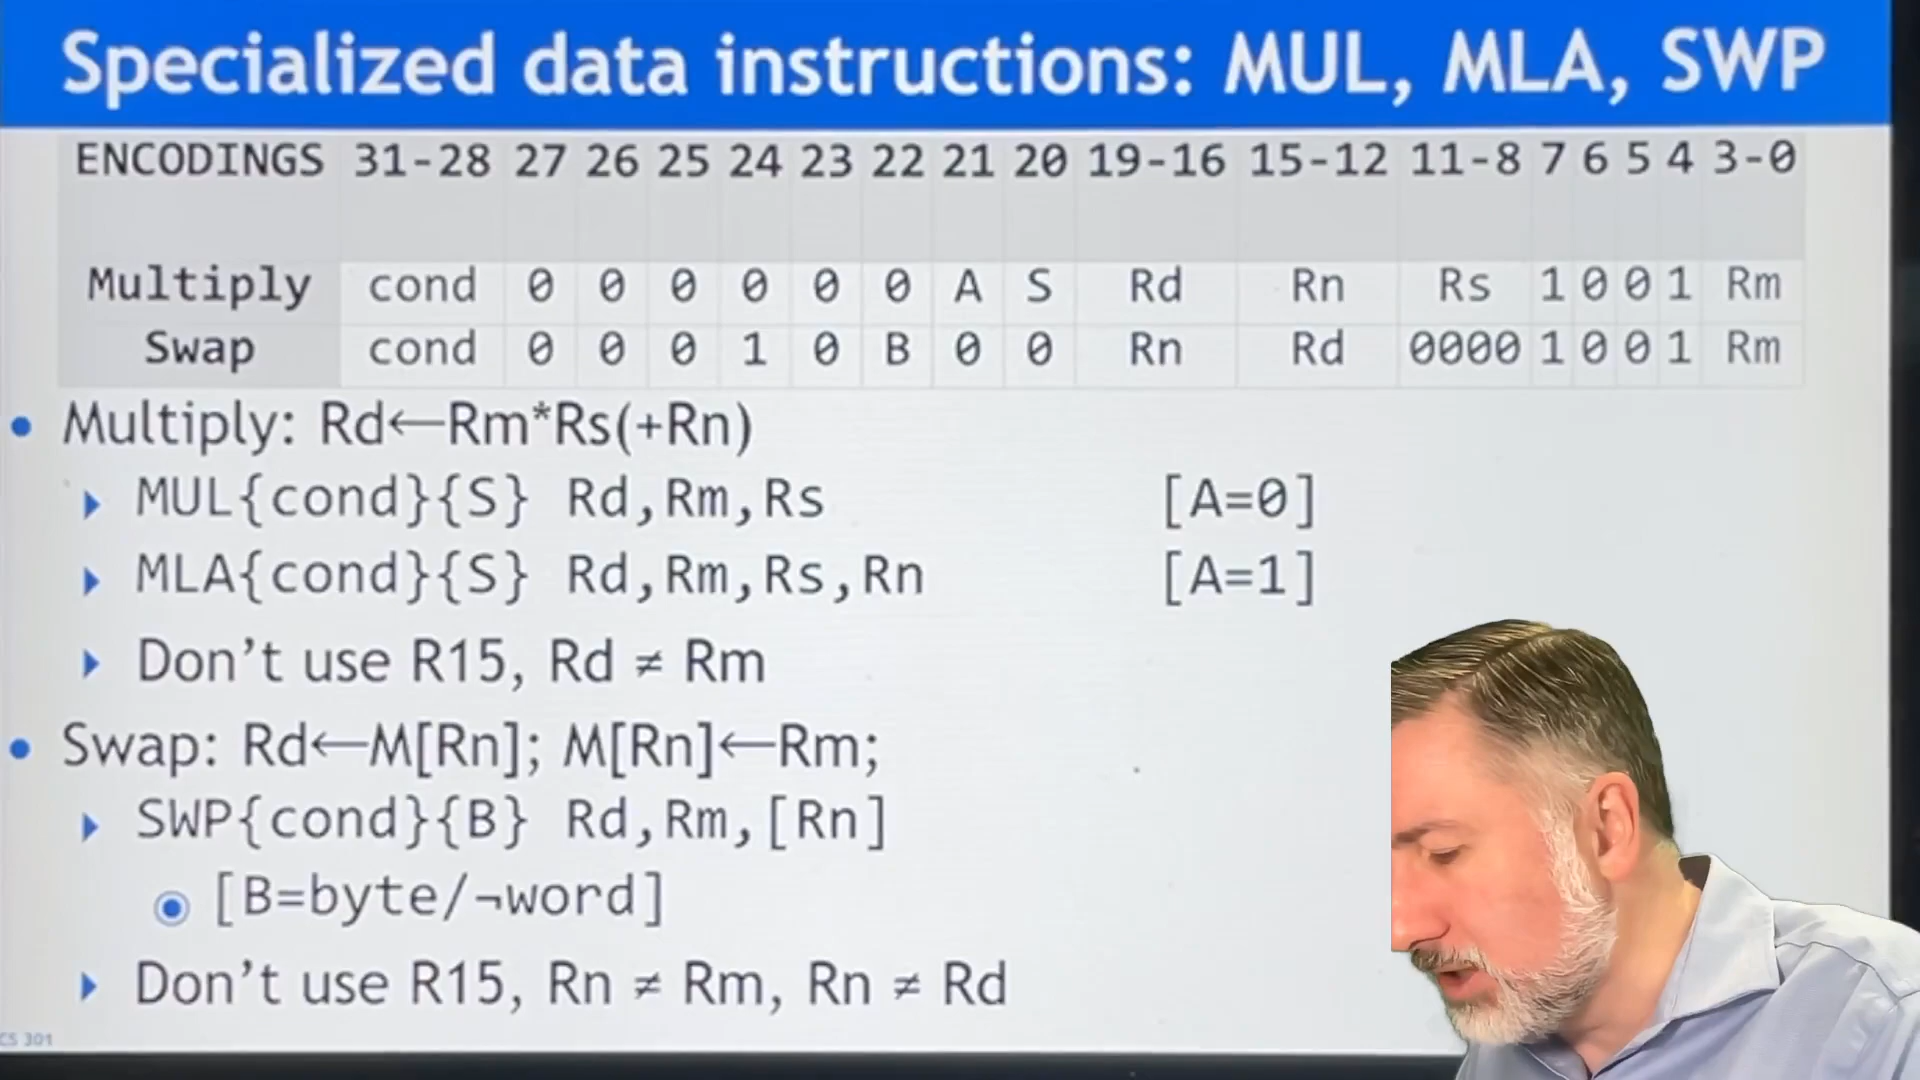 Specialized data instructions: MUL, MLA, SWP
ENCODINGS 31-28 27 26 25 24 23 22 21 20 19-16 15-12 11-8 7 6 5 4 3-0
Multiply cond 0 0 0 0 0 0 A S Rd Rn Rs 1 0 0 1 Rm
Swap cond 0 0 0 1 0 B 0 0 Rn Rd 0000 1 0 0 1 Rm
• Multiply: Rd←Rm*Rs(+Rn)
MUL{cond}{S} Rd,Rm,Rs [A=0]
MLA{cond}{S} Rd,Rm,Rs,Rn [A=1]
Don't use R15, Rd ≠ Rm
• Swap: Rd←M[Rn]; M[Rn]←Rm;
SWP{cond}{B} Rd,Rm,[Rn]
[B=byte/¬word]
Don't use R15, Rn ≠ Rm, Rn ≠ Rd
CS 301